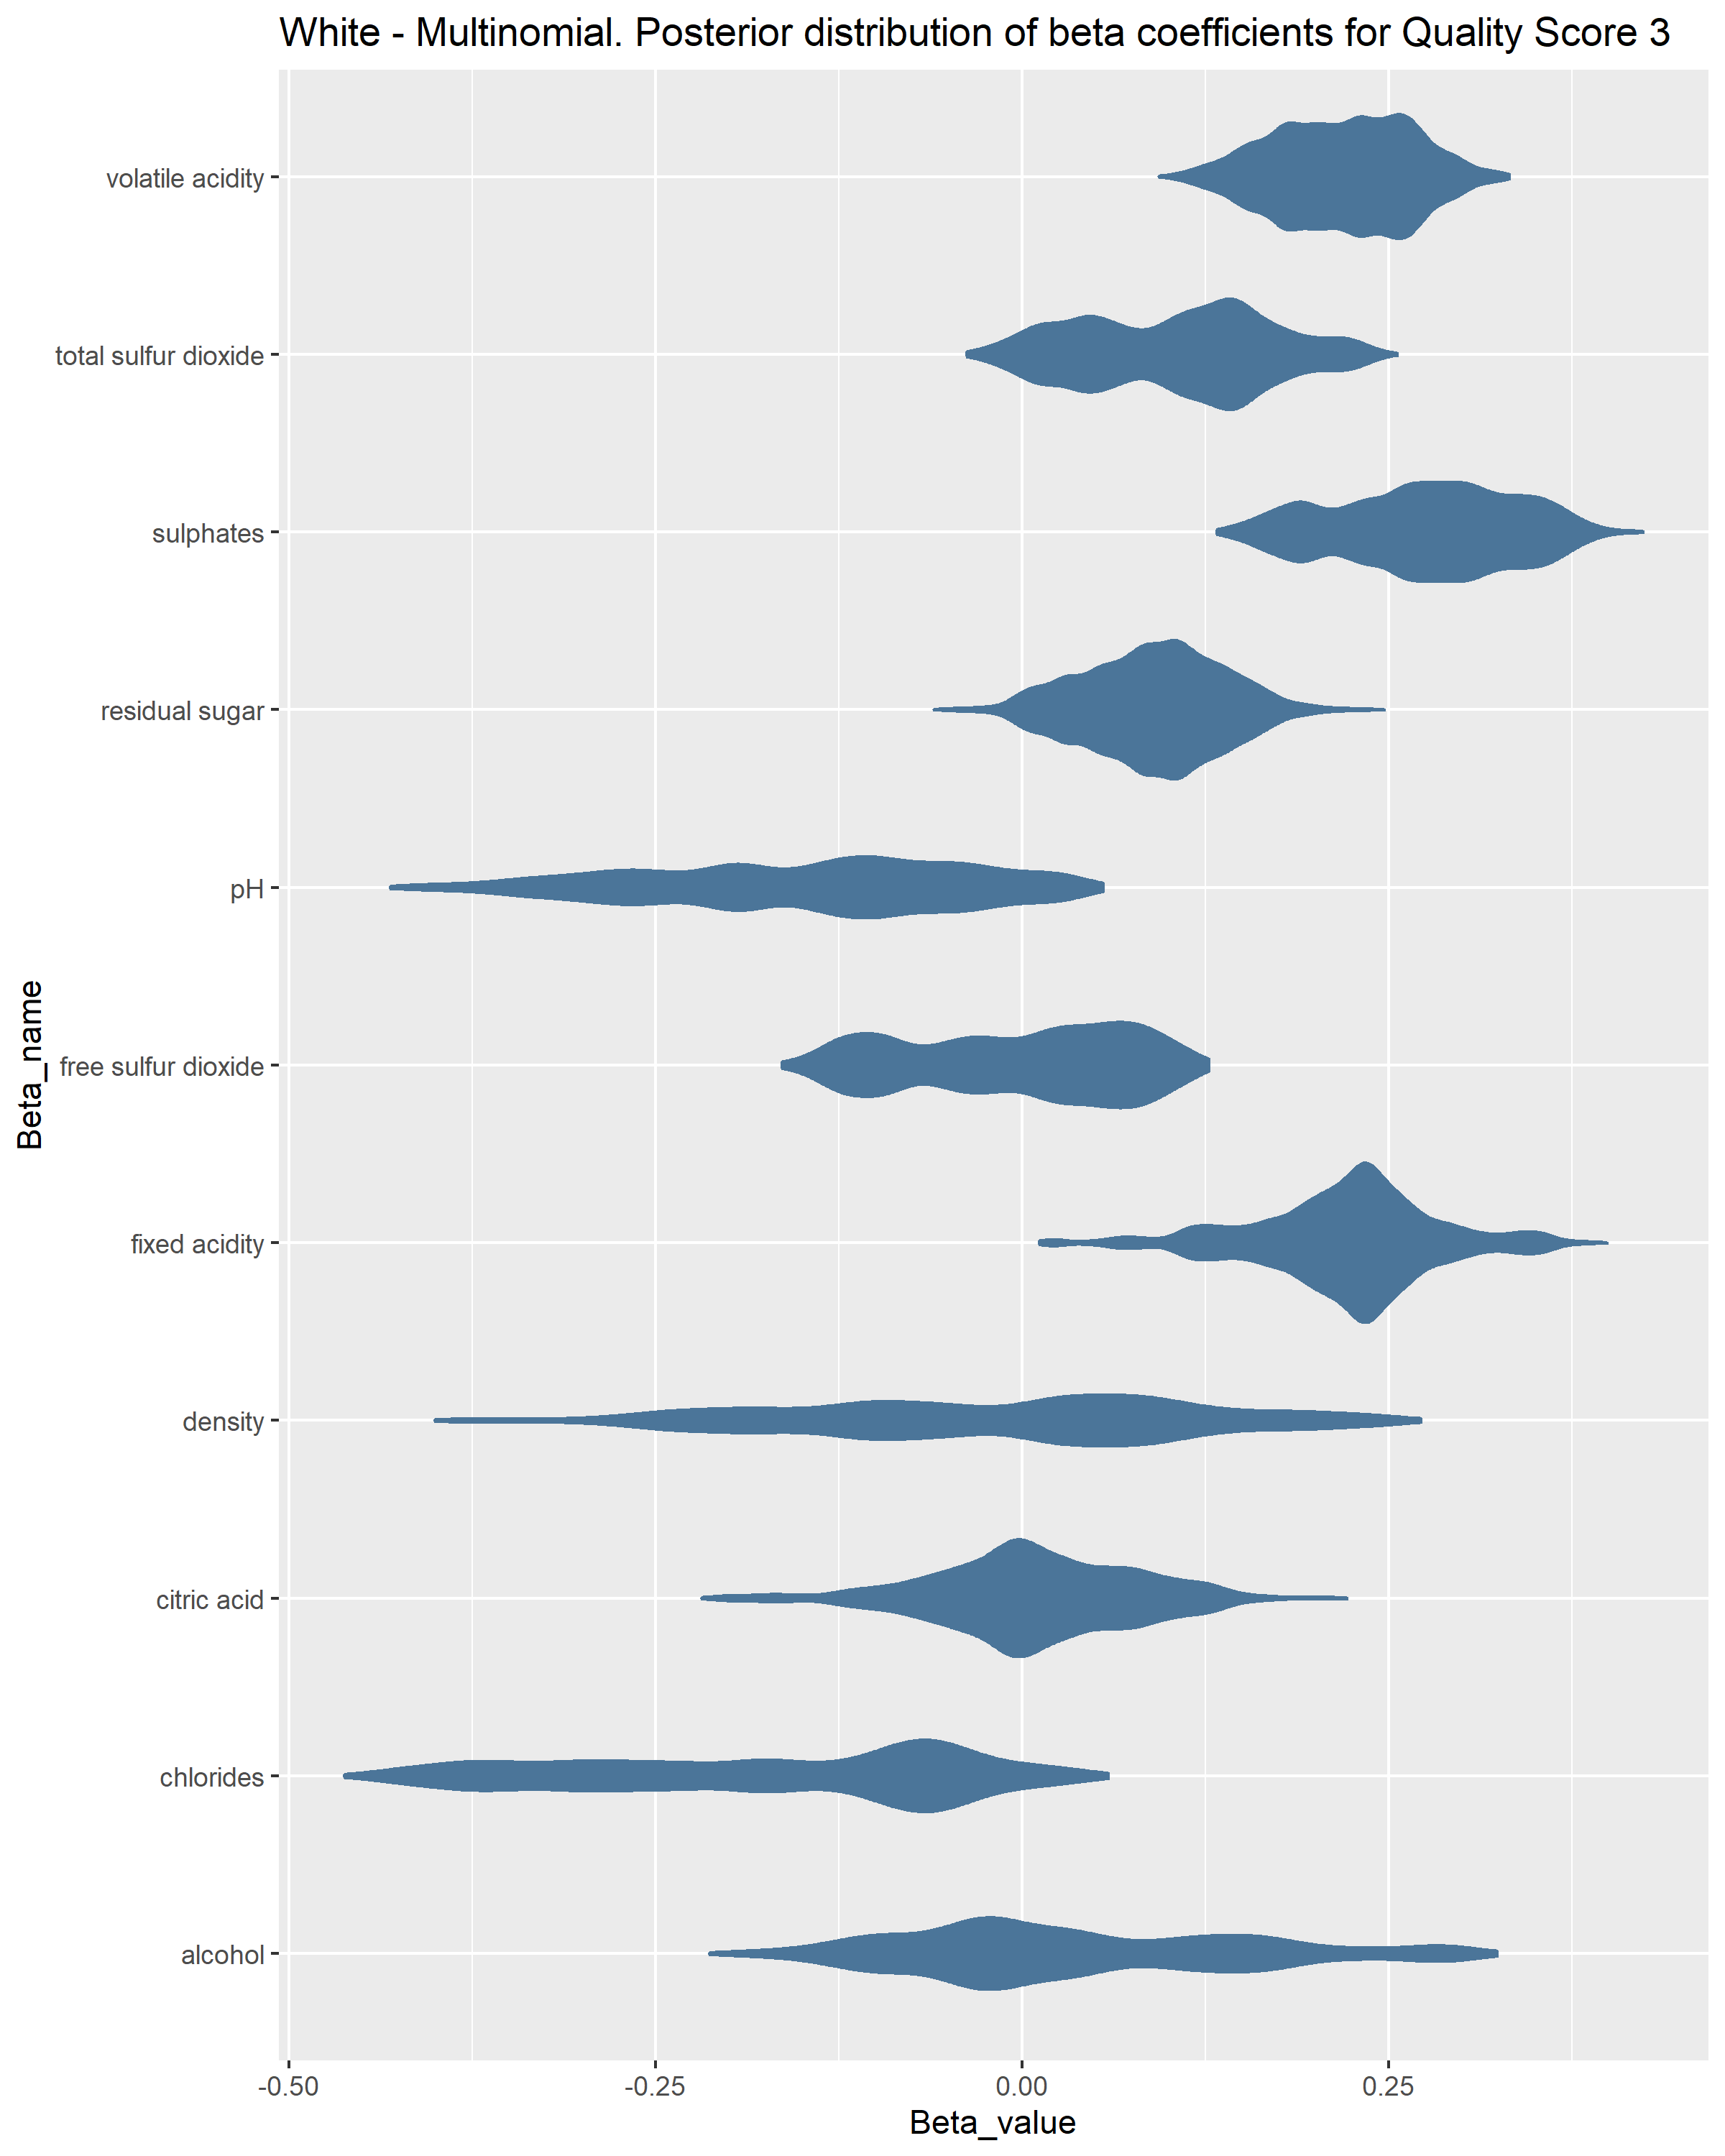 White - Multinomial. Posterior distribution of beta coefficients for Quality Score 3
volatile acidity
total sulfur dioxide
sulphates
residual sugar
pH
free sulfur dioxide
fixed acidity
density
citric acid
chlorides
alcohol
Beta_name
-0.50 -0.25 0.00 0.25
Beta_value